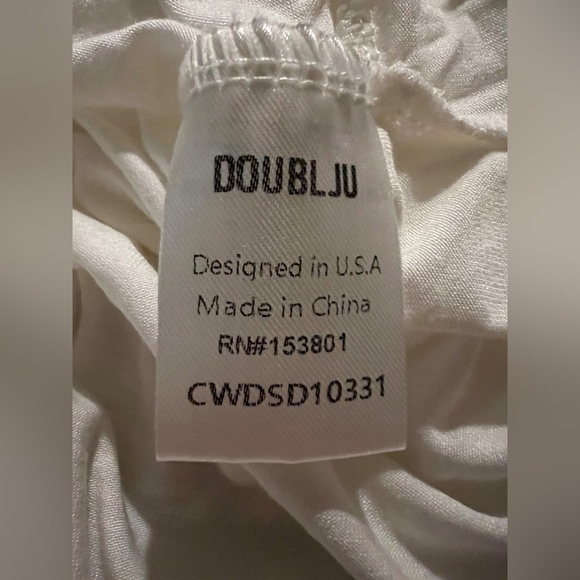 DOUBLJU
Designed in U.S.A
Made in China
RN#153801
CWDSD10331